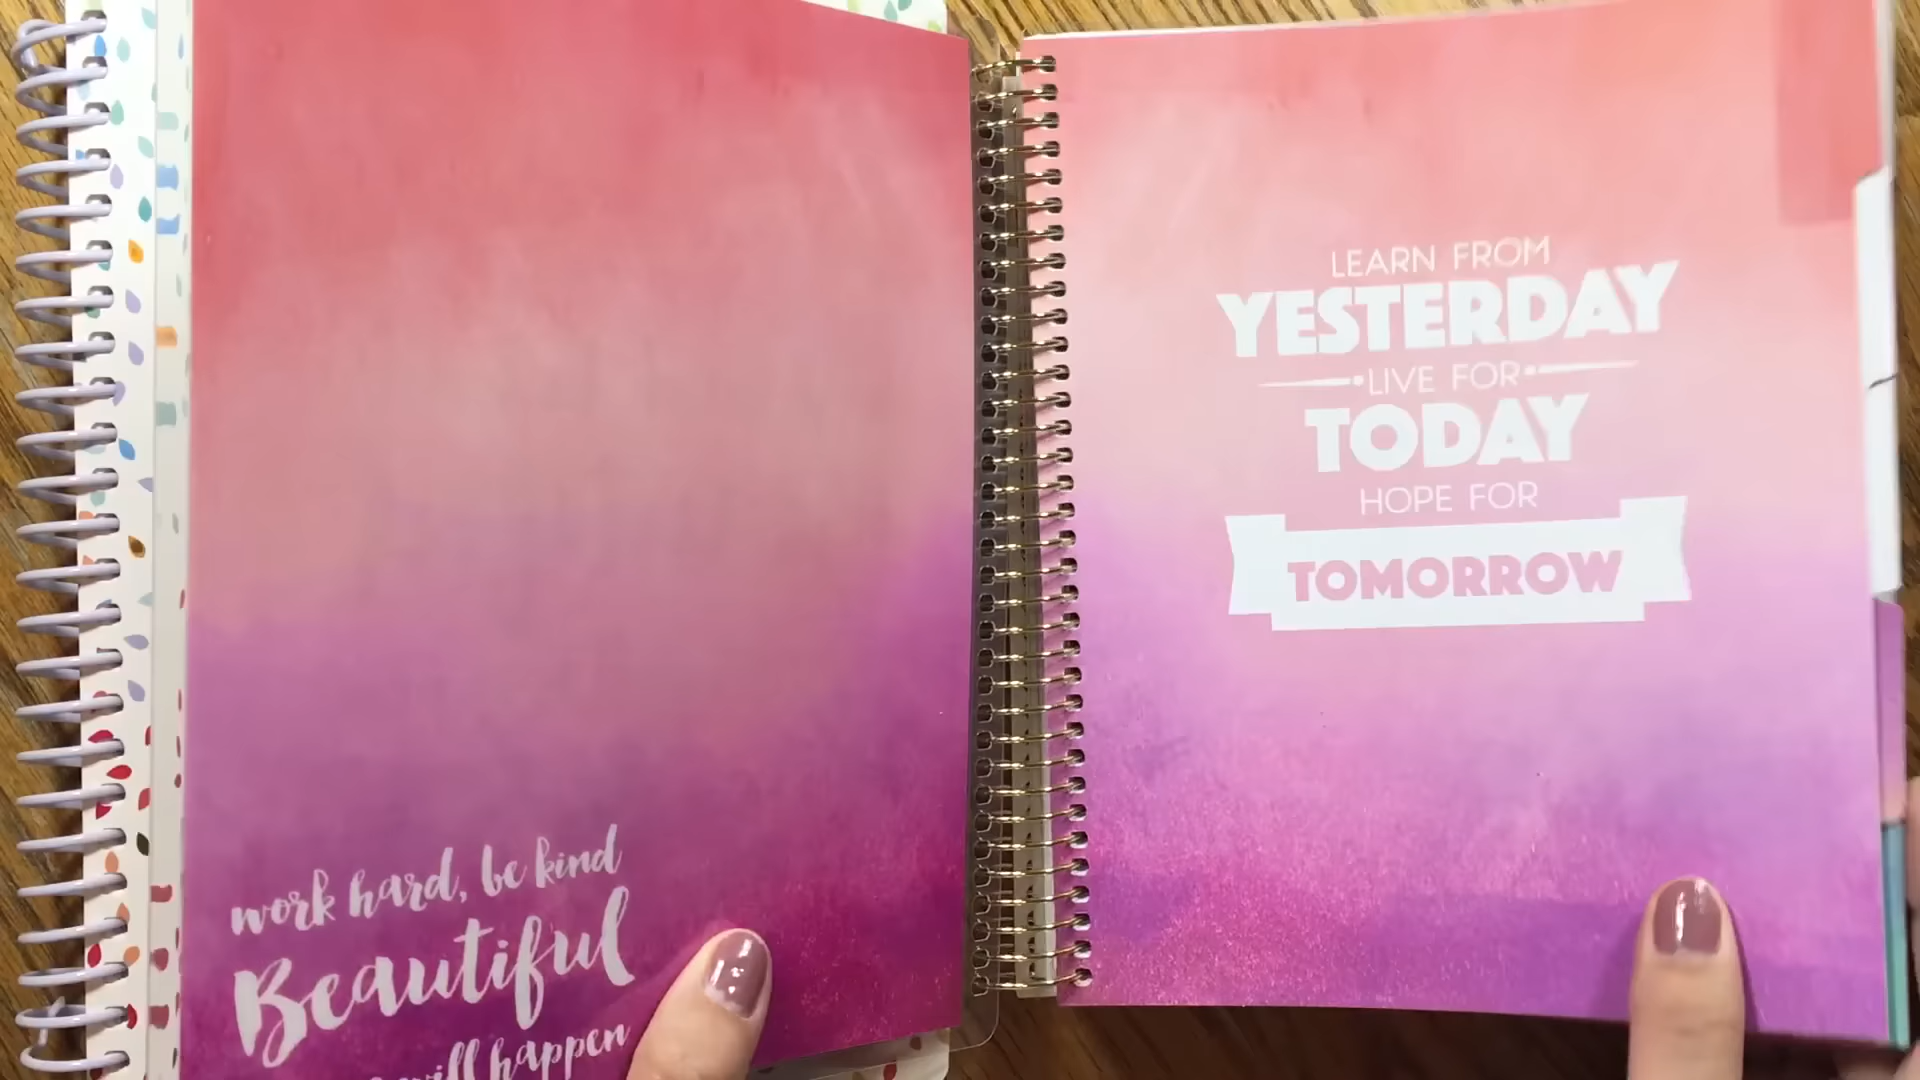 work hard, be kind
Beautiful
will happen
LEARN FROM
YESTERDAY
LIVE FOR
TODAY
HOPE FOR
TOMORROW